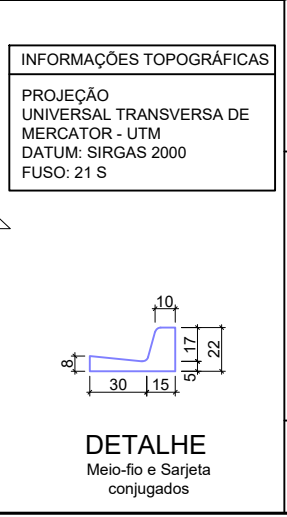 INFORMAÇÕES TOPOGRÁFICAS
PROJEÇÃO
UNIVERSAL TRANSVERSA DE
MERCATOR - UTM
DATUM: SIRGAS 2000
FUSO: 21 S
10
8
17
22
5
30
15
DETALHE
Meio-fio e Sarjeta
conjugados